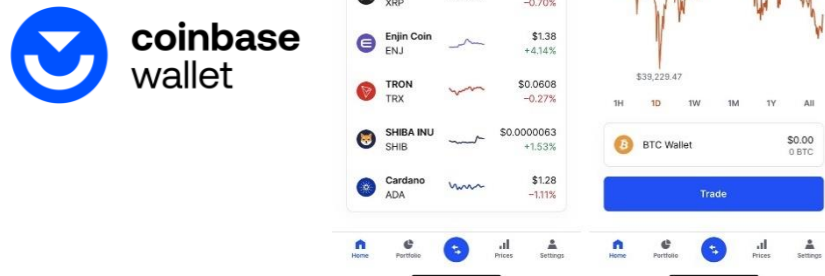 coinbase
wallet
XRP
−0.70%
Enjin Coin
$1.38
ENJ
+4.14%
TRON
$0.0608
TRX
−0.27%
SHIBA INU
$0.0000063
SHIB
+1.53%
Cardano
$1.28
ADA
−1.11%
Home
Portfolio
Prices
Settings
$39,229.47
1H
1D
1W
1M
1Y
All
BTC Wallet
$0.00
0 BTC
Trade
Home
Portfolio
Prices
Settings